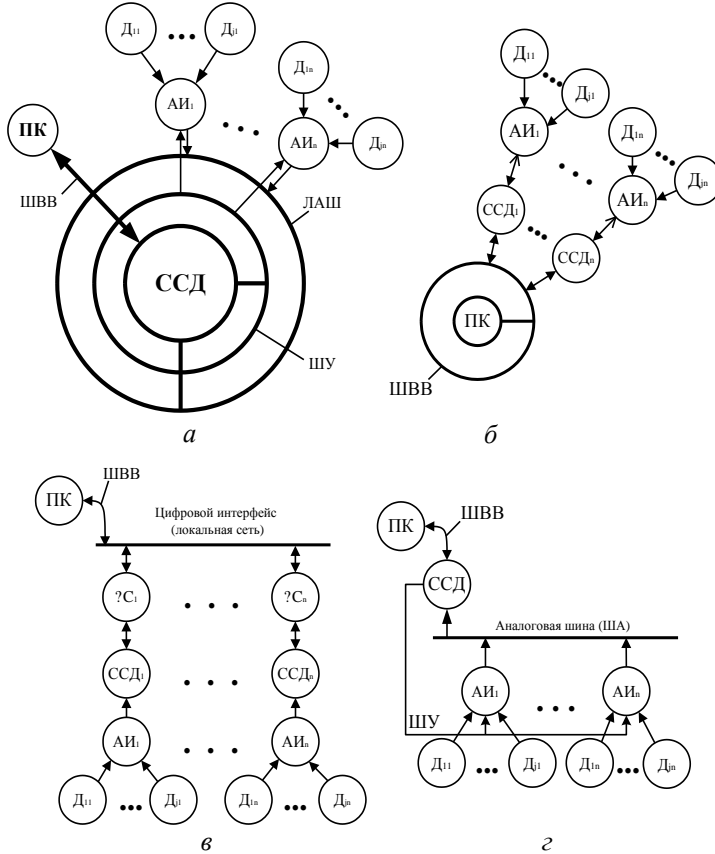 Д₁₁ ••• Дj₁
АИ₁
Д₁ₙ
АИₙ Дjₙ
ПК
ШВВ
ЛАШ
ССД
ШУ
а
Д₁₁
Дj₁
АИ₁
Д₁ₙ
Дjₙ
АИₙ
ССД₁
ССДₙ
ПК
ШВВ
б
ШВВ
ПК
Цифровой интерфейс
(локальная сеть)
?С₁ • • • ?Сₙ
ССД₁ • • • ССДₙ
АИ₁ • • • АИₙ
Д₁₁ ••• Дj₁ Д₁ₙ ••• Дjₙ
в
ПК
ШВВ
ССД
Аналоговая шина (ША)
АИ₁ • • • АИₙ
ШУ
Д₁₁ ••• Дj₁ Д₁ₙ ••• Дjₙ
г